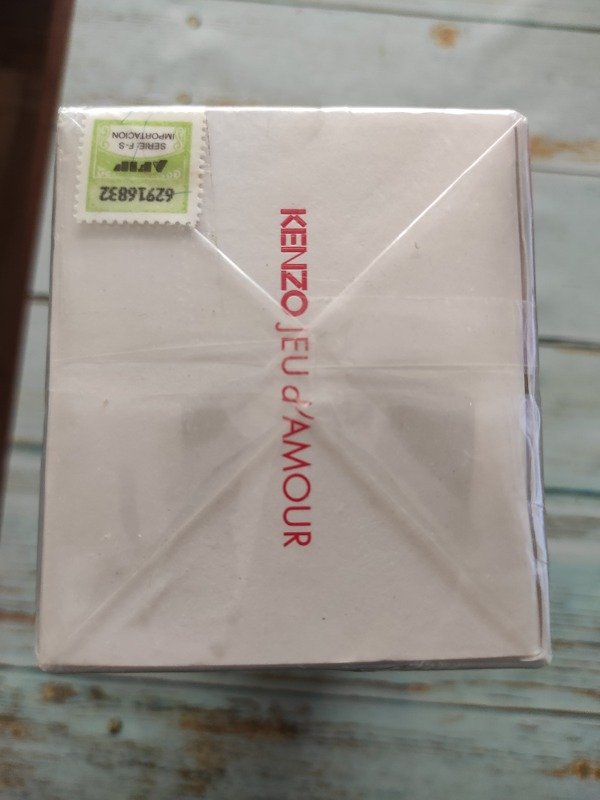 KENZO JEU d'AMOUR
62916832
AFIP
SERIE: F-S
IMPORTACION